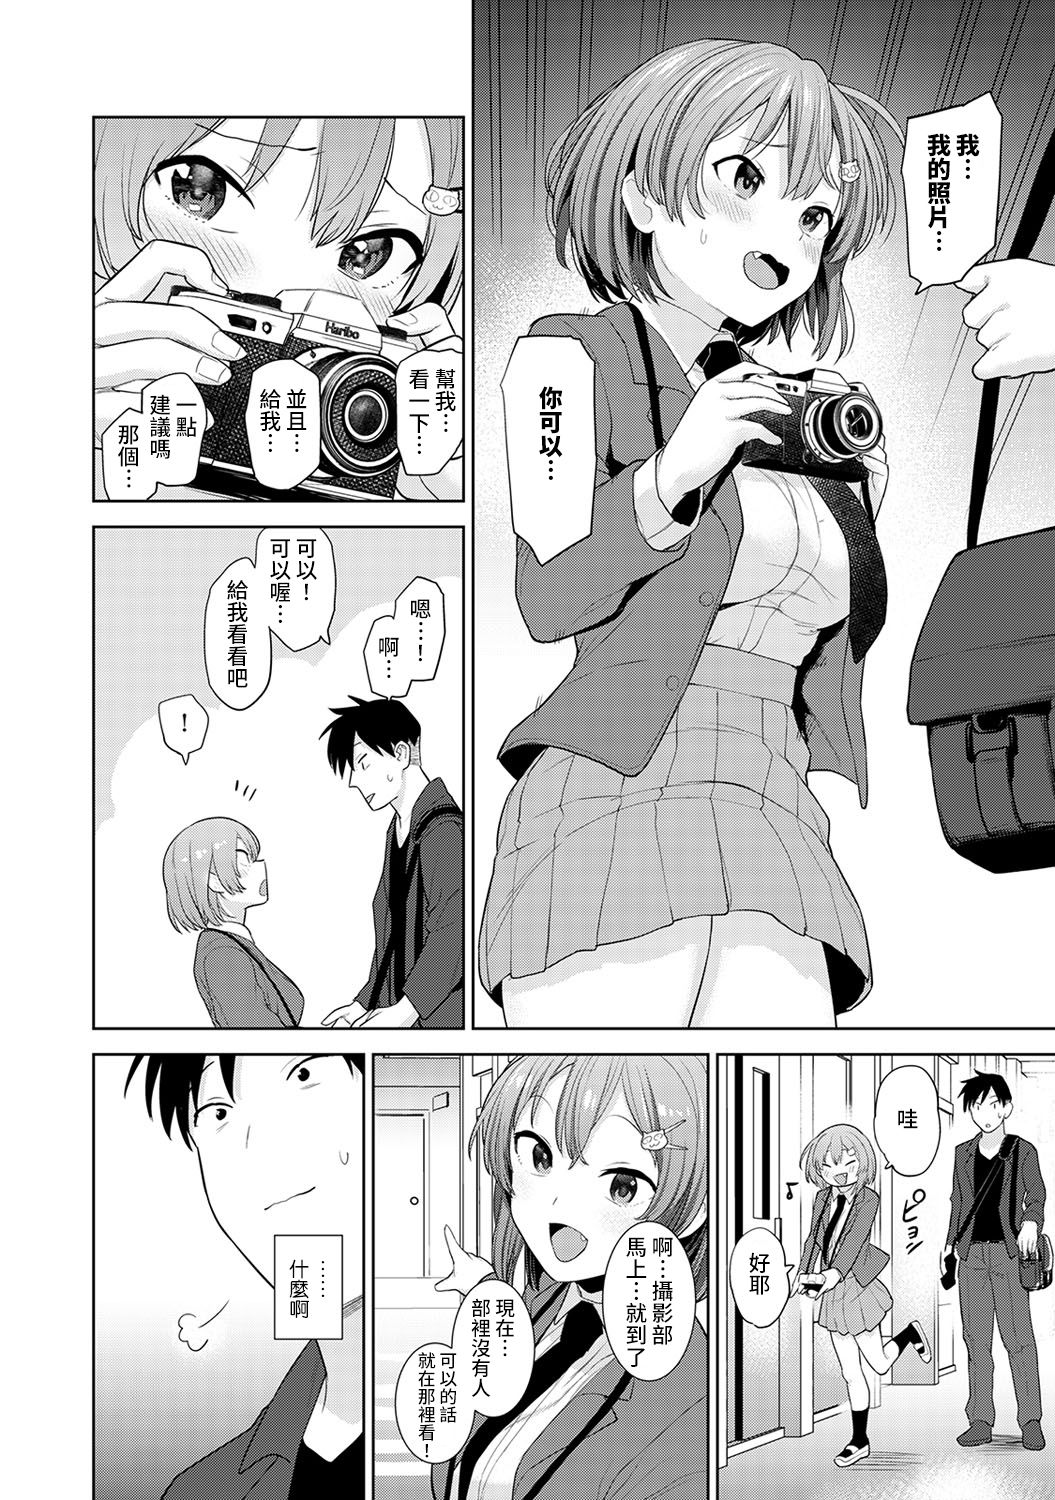 我…
我的照片…
你可以…
幫我…
看一下…
並且…
給我…
一點
建議嗎
那個…
Haribo
嗯…！
啊…
可以！
可以喔…
給我看看吧
！
哇
ピョン
好耶
啊…攝影部
馬上…就到了
現在…
部裡沒有人
可以的話
就在那裡看！
……
什麼啊